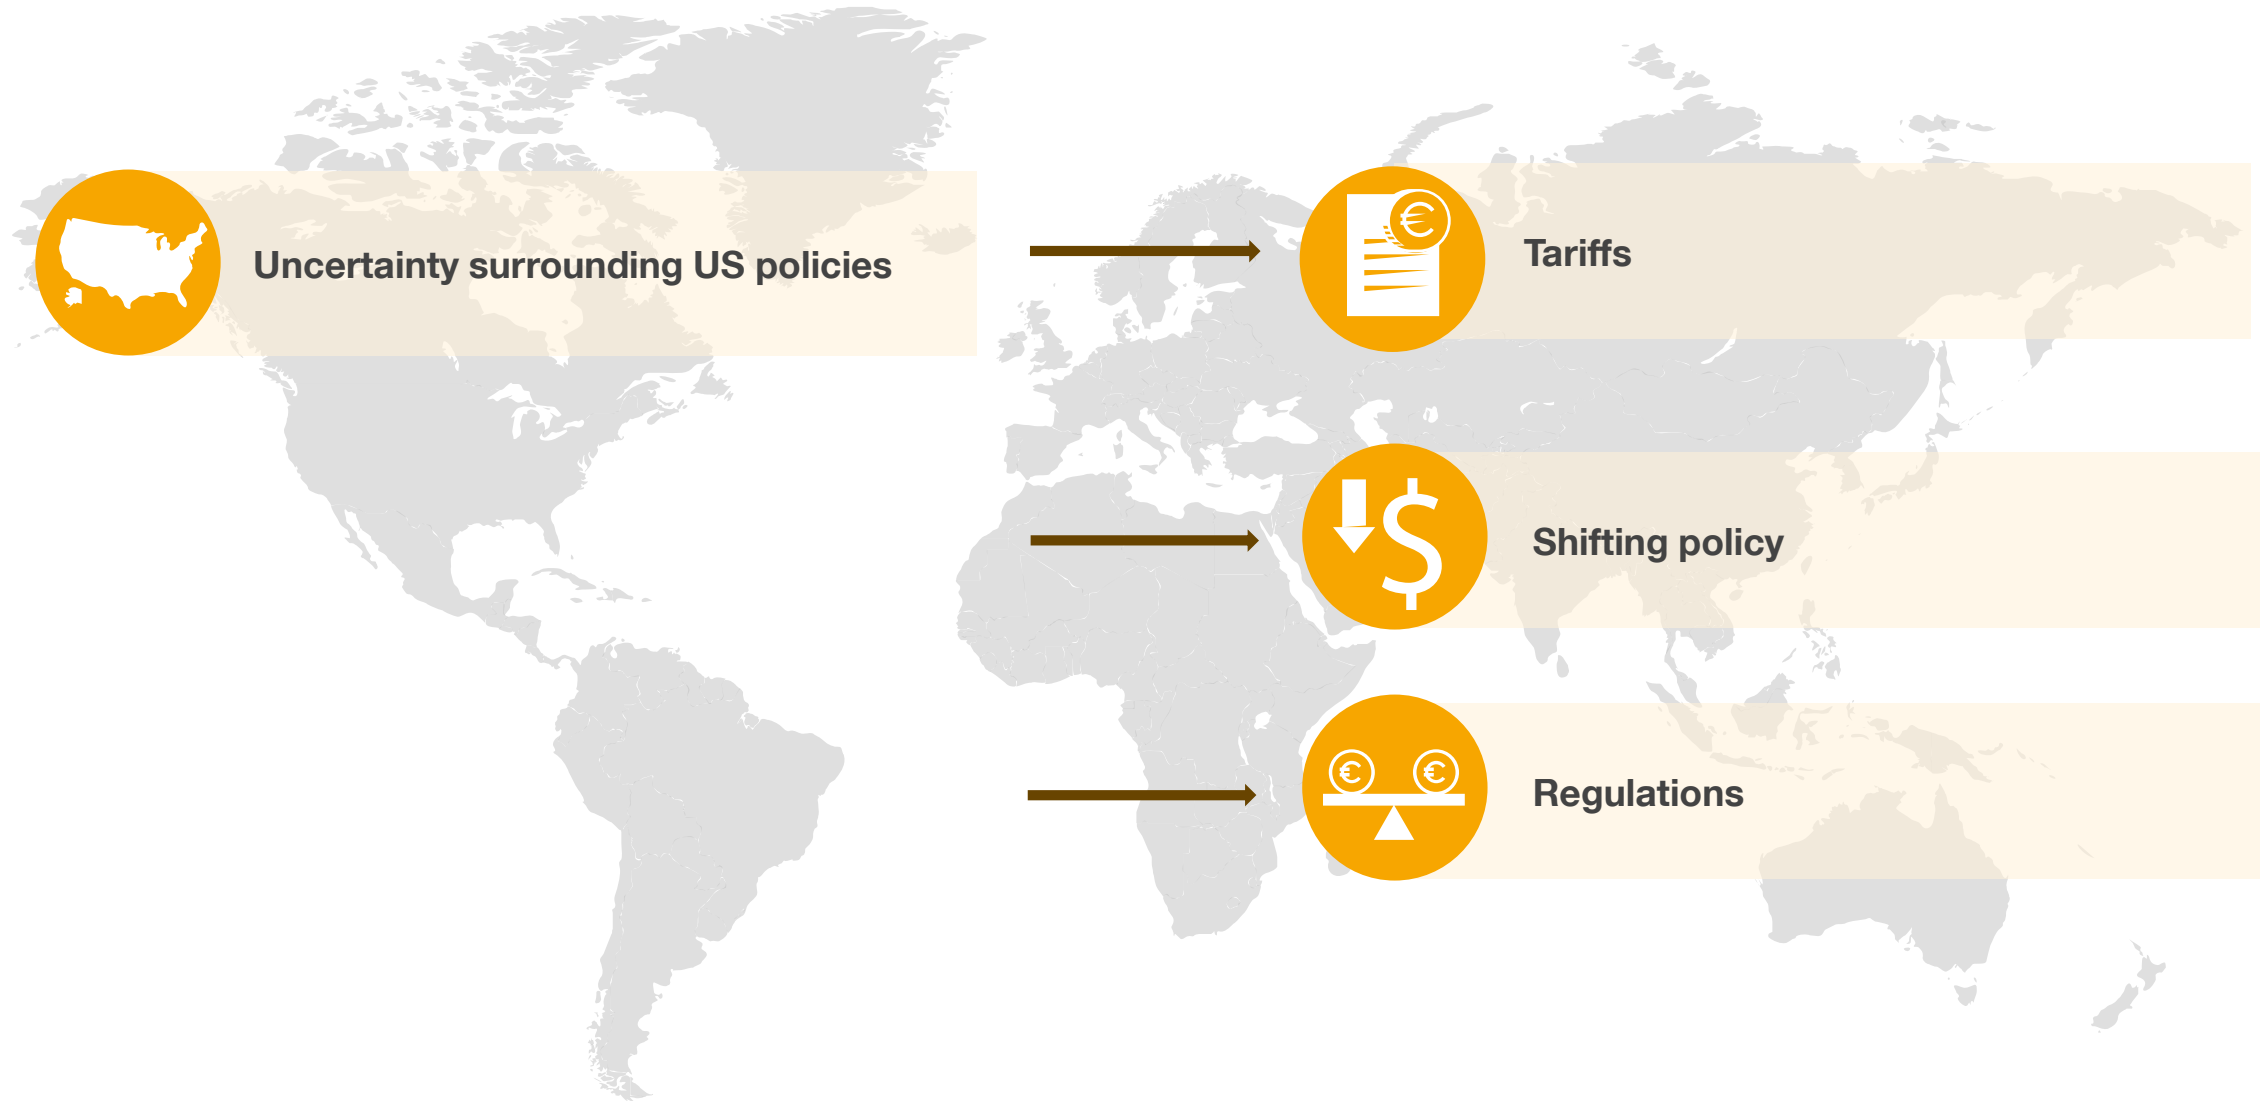 Uncertainty surrounding US policies
Tariffs
Shifting policy
Regulations